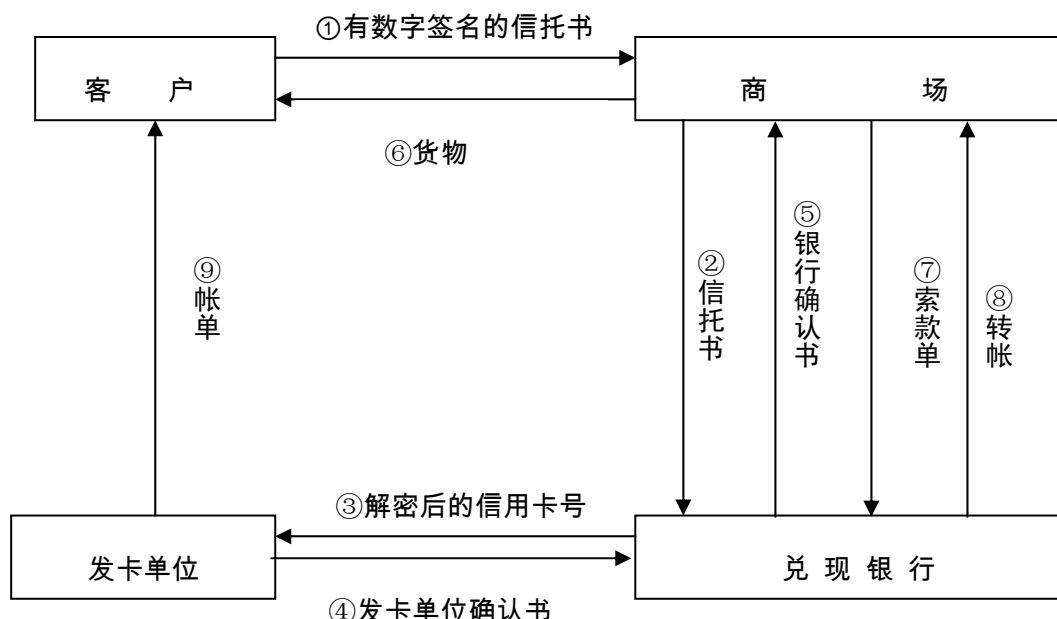 ①有数字签名的信托书
客 户
商 场
⑥货物
⑨帐单
②信托书
⑤银行确认书
⑦索款单
⑧转帐
③解密后的信用卡号
发卡单位
兑 现 银 行
④发卡单位确认书